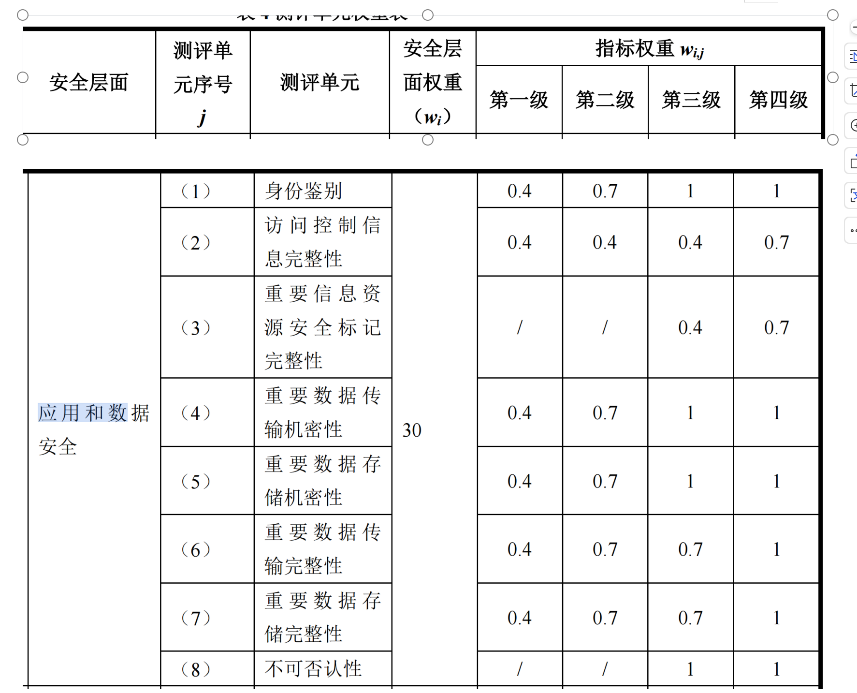 安全层面 测评单元序号 j 测评单元 安全层面权重（wi） 指标权重 wi,j
第一级 第二级 第三级 第四级
应用和数据安全 30
（1） 身份鉴别 0.4 0.7 1 1
（2） 访问控制信息完整性 0.4 0.4 0.4 0.7
（3） 重要信息资源安全标记完整性 / / 0.4 0.7
（4） 重要数据传输机密性 0.4 0.7 1 1
（5） 重要数据存储机密性 0.4 0.7 1 1
（6） 重要数据传输完整性 0.4 0.7 0.7 1
（7） 重要数据存储完整性 0.4 0.7 0.7 1
（8） 不可否认性 / / 1 1